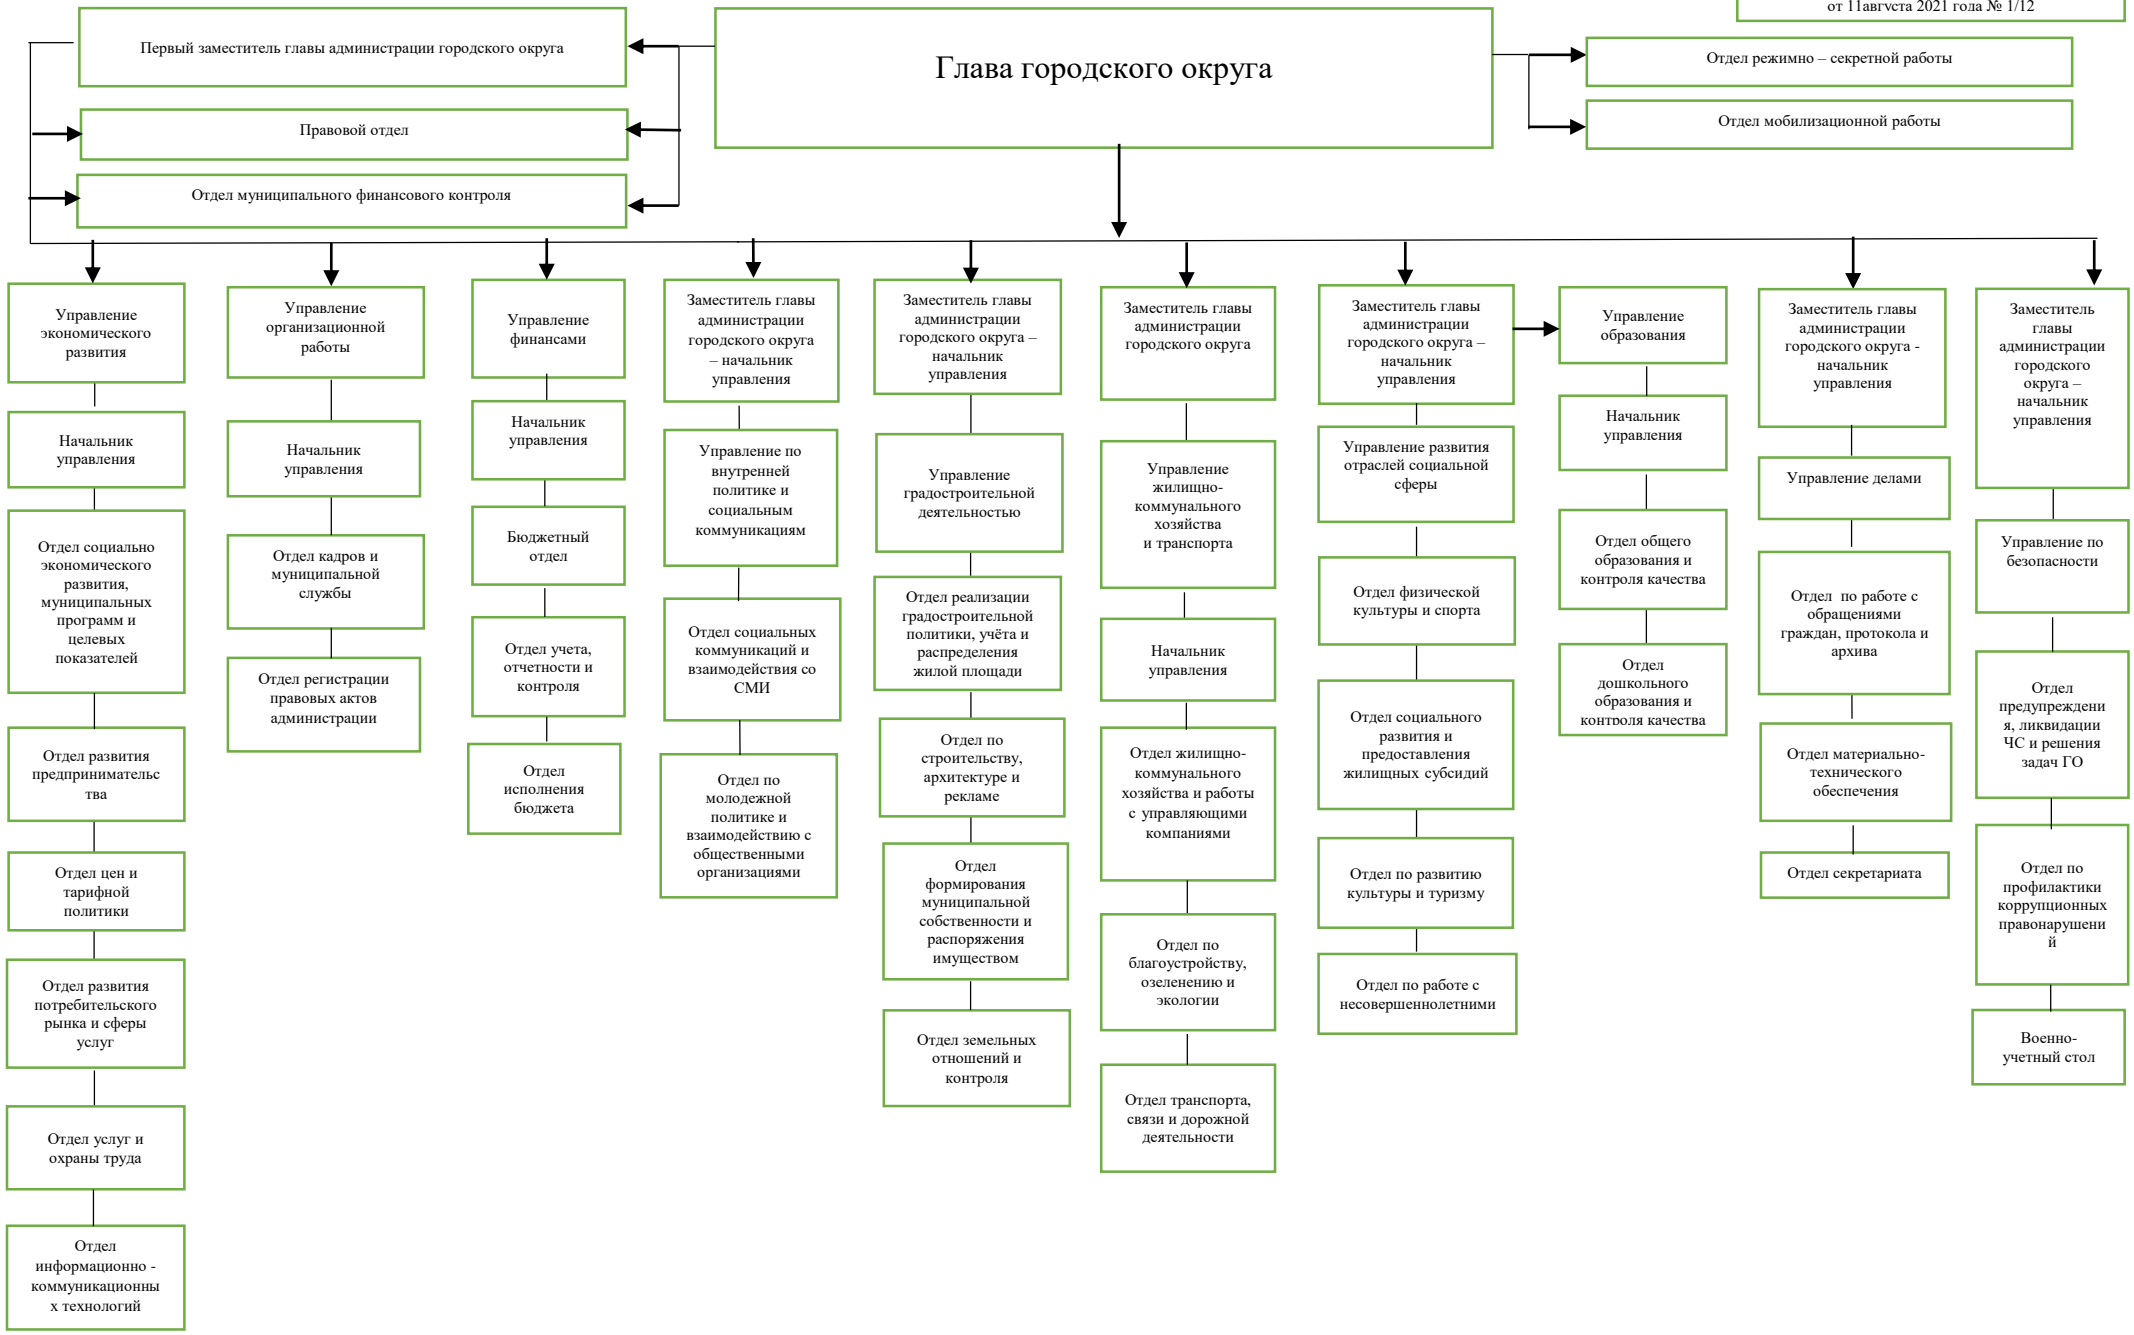 от 11августа 2021 года № 1/12
Первый заместитель главы администрации городского округа
Глава городского округа
Отдел режимно – секретной работы
Правовой отдел
Отдел мобилизационной работы
Отдел муниципального финансового контроля
Управление
экономического
развития
Начальник
управления
Отдел социально
экономического
развития,
муниципальных
программ и
целевых
показателей
Отдел развития
предпринимательс
тва
Отдел цен и
тарифной
политики
Отдел развития
потребительского
рынка и сферы
услуг
Отдел услуг и
охраны труда
Отдел
информационно -
коммуникационны
х технологий
Управление
организационной
работы
Начальник
управления
Отдел кадров и
муниципальной
службы
Отдел регистрации
правовых актов
администрации
Управление
финансами
Начальник
управления
Бюджетный
отдел
Отдел учета,
отчетности и
контроля
Отдел
исполнения
бюджета
Заместитель главы
администрации
городского округа
– начальник
управления
Управление по
внутренней
политике и
социальным
коммуникациям
Отдел социальных
коммуникаций и
взаимодействия со
СМИ
Отдел по
молодежной
политике и
взаимодействию с
общественными
организациями
Заместитель главы
администрации
городского округа –
начальник
управления
Управление
градостроительной
деятельностью
Отдел реализации
градостроительной
политики, учёта и
распределения
жилой площади
Отдел по
строительству,
архитектуре и
рекламе
Отдел
формирования
муниципальной
собственности и
распоряжения
имуществом
Отдел земельных
отношений и
контроля
Заместитель главы
администрации
городского округа
Управление
жилищно-
коммунального
хозяйства
и транспорта
Начальник
управления
Отдел жилищно-
коммунального
хозяйства и работы
с управляющими
компаниями
Отдел по
благоустройству,
озеленению и
экологии
Отдел транспорта,
связи и дорожной
деятельности
Заместитель главы
администрации
городского округа –
начальник
управления
Управление развития
отраслей социальной
сферы
Отдел физической
культуры и спорта
Отдел социального
развития и
предоставления
жилищных субсидий
Отдел по развитию
культуры и туризму
Отдел по работе с
несовершеннолетними
Управление
образования
Начальник
управления
Отдел общего
образования и
контроля качества
Отдел
дошкольного
образования и
контроля качества
Заместитель главы
администрации
городского округа -
начальник
управления
Управление делами
Отдел по работе с
обращениями
граждан, протокола и
архива
Отдел материально-
технического
обеспечения
Отдел секретариата
Заместитель
главы
администрации
городского
округа –
начальник
управления
Управление по
безопасности
Отдел
предупреждени
я, ликвидации
ЧС и решения
задач ГО
Отдел по
профилактики
коррупционных
правонарушени
й
Военно-
учетный стол